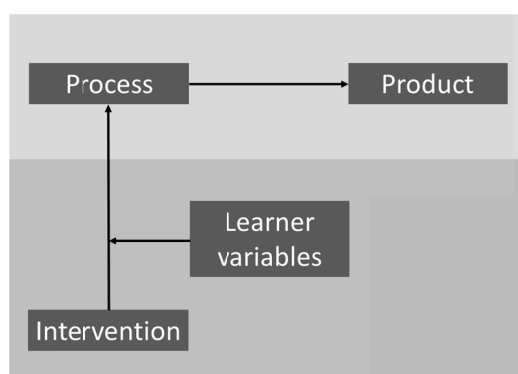 Process
Product
Learner
variables
Intervention